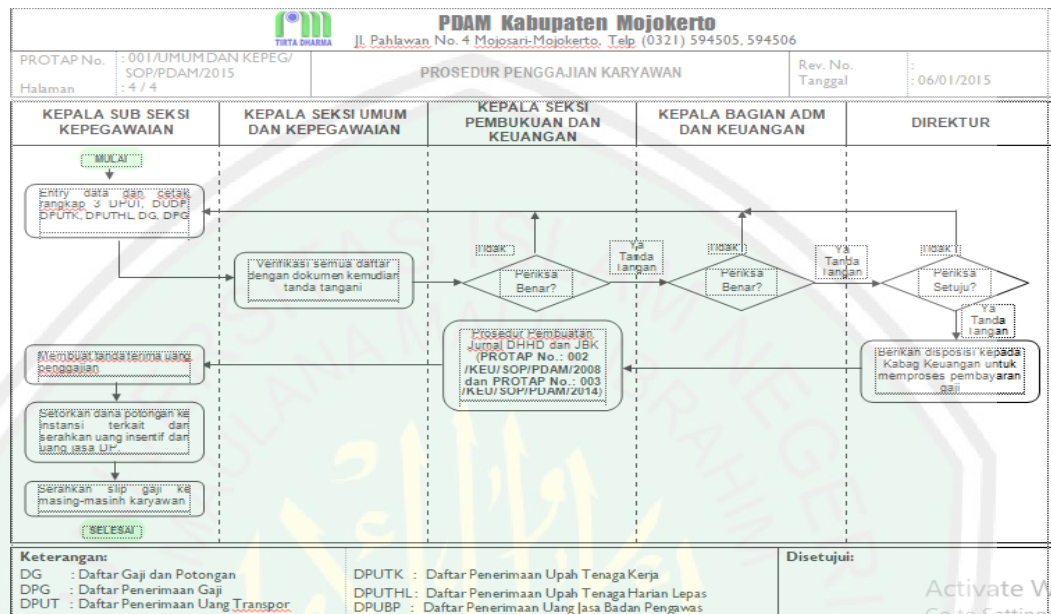 PDAM Kabupaten Mojokerto
TIRTA DHARMA
Jl. Pahlawan No. 4 Mojosari-Mojokerto, Telp (0321) 594505, 594506
PROTAP No. : 001/UMUM DAN KEPEG/
SOP/PDAM/2015
Halaman : 4 / 4
PROSEDUR PENGGAJIAN KARYAWAN
Rev. No. :
Tanggal : 06/01/2015
KEPALA SUB SEKSI
KEPEGAWAIAN
KEPALA SEKSI UMUM
DAN KEPEGAWAIAN
KEPALA SEKSI
PEMBUKUAN DAN
KEUANGAN
KEPALA BAGIAN ADM
DAN KEUANGAN
DIREKTUR
MULAI
Entry data dan cetak
rangkap 3 DPUT, DUDP,
DPUTK, DPUTHL, DG, DPG
Verifikasi semua daftar
dengan dokumen kemudian
tanda tangani
Tidak
Periksa
Benar?
Ya
Tanda
Tangan
Tidak
Periksa
Benar?
Ya
Tanda
Tangan
Tidak
Periksa
Setuju?
Ya
Tanda
Tangan
Berikan disposisi kepada
Kabag Keuangan untuk
memproses pembayaran
gaji
Prosedur Pembuatan
Jurnal DHHD dan JBK
(PROTAP No.: 002
/KEU/SOP/PDAM/2008
dan PROTAP No.: 003
/KEU/SOP/PDAM/2014)
Membuat tanda terima uang
penggajian
Setorkan dana potongan ke
instansi terkait dan
serahkan uang insentif dan
uang jasa DP.
Serahkan slip gaji ke
masing-masinh karyawan
SELESAI
Keterangan:
DG : Daftar Gaji dan Potongan
DPG : Daftar Penerimaan Gaji
DPUT : Daftar Penerimaan Uang Transpor
DPUTK : Daftar Penerimaan Upah Tenaga Kerja
DPUTHL: Daftar Penerimaan Upah Tenaga Harian Lepas
DPUBP : Daftar Penerimaan Uang Jasa Badan Pengawas
Disetujui:
Activate W